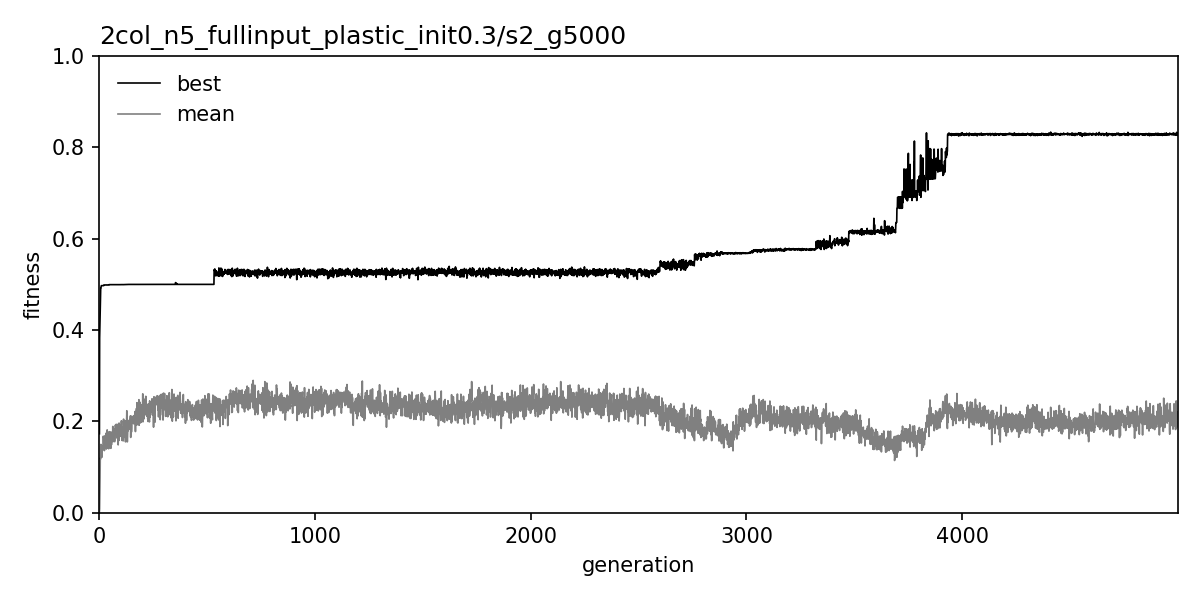 2col_n5_fullinput_plastic_init0.3/s2_g5000
1.0
best
mean
0.8
0.6
0.4
0.2
0.0
fitness
0 1000 2000 3000 4000
generation